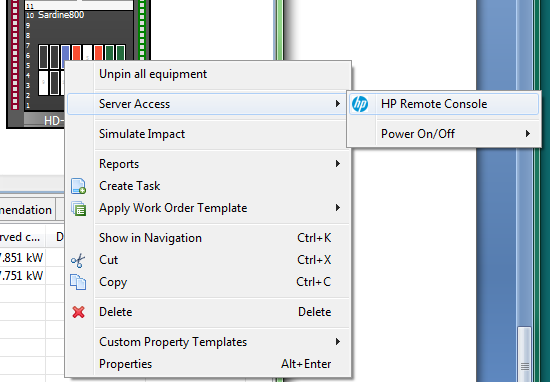 11
10
Sardine800
9
8
7
6
5
4
3
2
1
HD-
Unpin all equipment
Server Access
hp
HP Remote Console
Power On/Off
Simulate Impact
Reports
Create Task
Apply Work Order Template
Show in Navigation Ctrl+K
Cut Ctrl+X
Copy Ctrl+C
Delete Delete
Custom Property Templates
Properties Alt+Enter
nendation
rved c... D
7.851 kW
7.751 kW